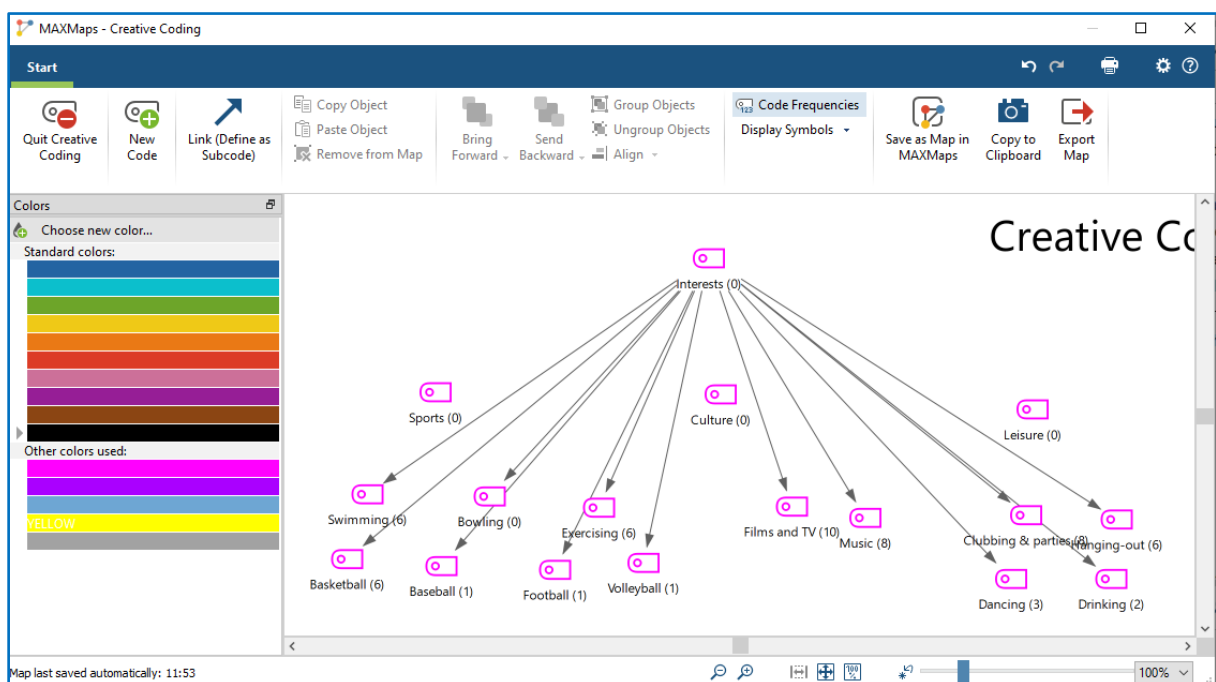 MAXMaps - Creative Coding
Start
Quit Creative
Coding
New
Code
Link (Define as
Subcode)
Copy Object
Paste Object
Remove from Map
Bring
Forward
Send
Backward
Group Objects
Ungroup Objects
Align
123
Code Frequencies
Display Symbols
Save as Map in
MAXMaps
Copy to
Clipboard
Export
Map
Colors
Choose new color...
Standard colors:
Other colors used:
YELLOW
Creative Co
Interests (0)
Sports (0)
Culture (0)
Leisure (0)
Swimming (6)
Bowling (0)
Exercising (6)
Films and TV (10)
Music (8)
Clubbing & parties (8)
Hanging-out (6)
Basketball (6)
Baseball (1)
Football (1)
Volleyball (1)
Dancing (3)
Drinking (2)
Map last saved automatically: 11:53
100 %
100%